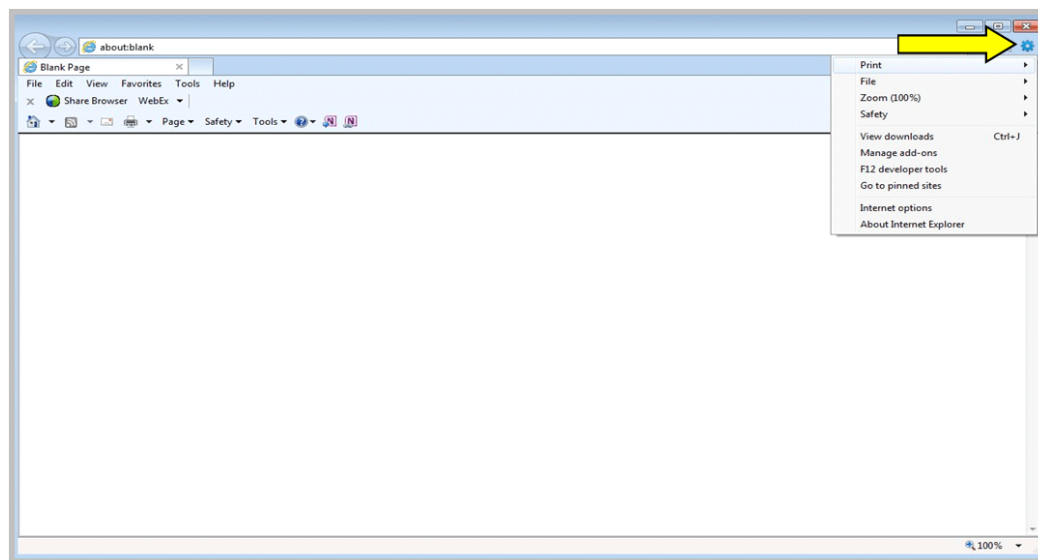 about:blank
Blank Page
File Edit View Favorites Tools Help
x Share Browser WebEx
Page Safety Tools
N N
Print
File
Zoom (100%)
Safety
View downloads Ctrl+J
Manage add-ons
F12 developer tools
Go to pinned sites
Internet options
About Internet Explorer
100%